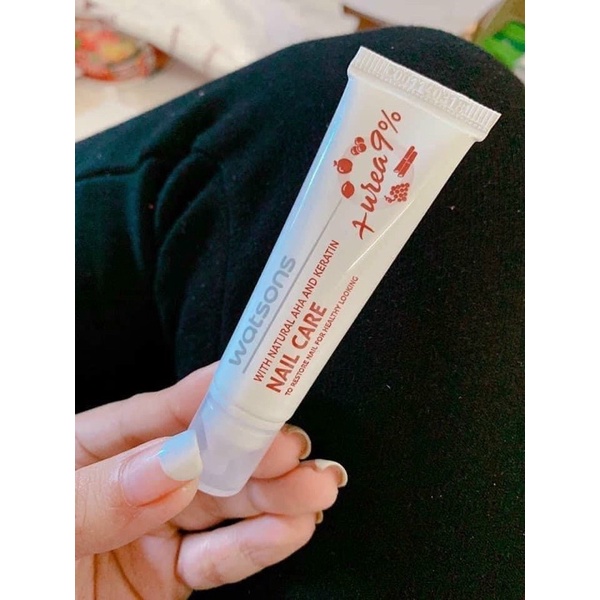 + urea 9%
watsons
WITH NATURAL AHA AND KERATIN
NAIL CARE
TO RESTORE NAIL FOR HEALTHY LOOKING